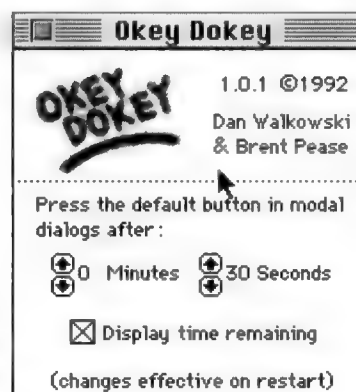 Okey Dokey
OKEY
DOKEY
1.0.1 ©1992
Dan Walkowski
& Brent Pease
Press the default button in modal
dialogs after :
0 Minutes 30 Seconds
Display time remaining
(changes effective on restart)